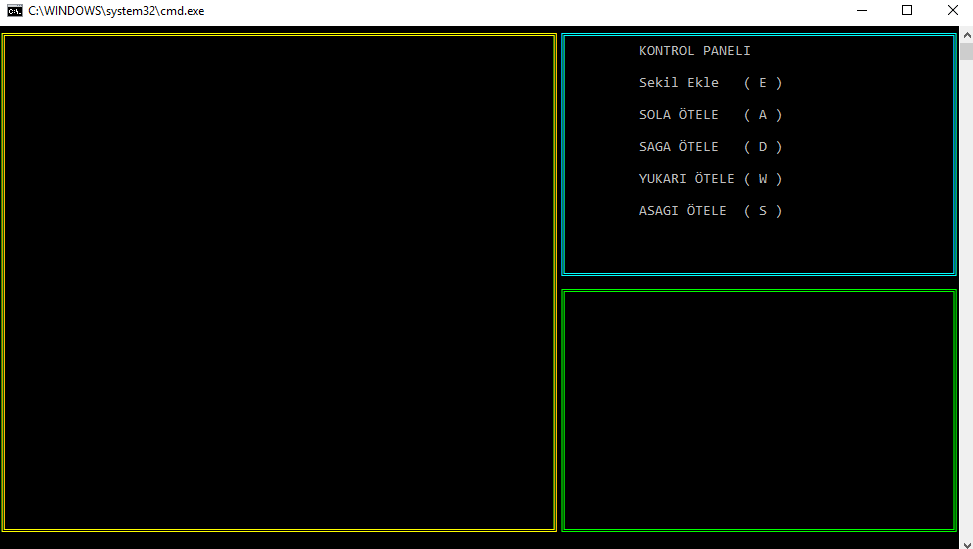 C:\WINDOWS\system32\cmd.exe
KONTROL PANELI
Sekil Ekle ( E )
SOLA ÖTELE ( A )
SAGA ÖTELE ( D )
YUKARI ÖTELE ( W )
ASAGI ÖTELE ( S )